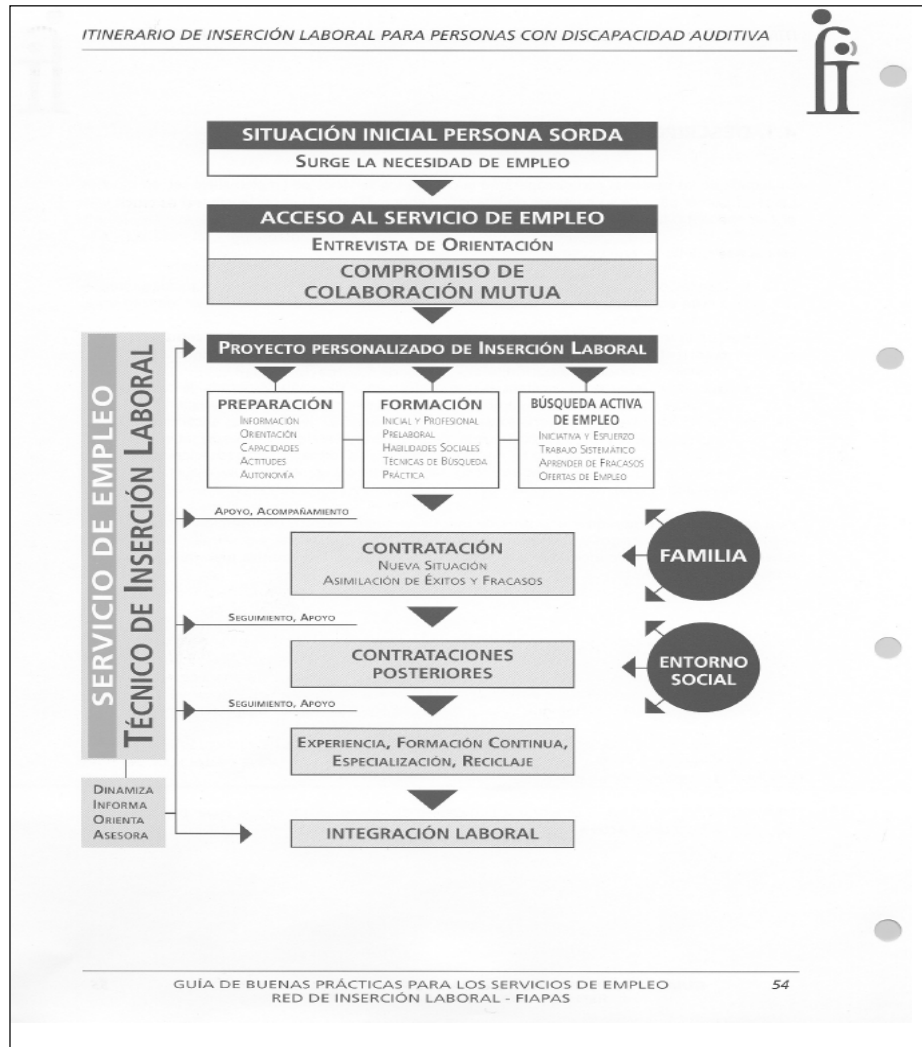 ITINERARIO DE INSERCIÓN LABORAL PARA PERSONAS CON DISCAPACIDAD AUDITIVA
fi
SITUACIÓN INICIAL PERSONA SORDA
SURGE LA NECESIDAD DE EMPLEO
ACCESO AL SERVICIO DE EMPLEO
ENTREVISTA DE ORIENTACIÓN
COMPROMISO DE
COLABORACIÓN MUTUA
PROYECTO PERSONALIZADO DE INSERCIÓN LABORAL
PREPARACIÓN
INFORMACIÓN
ORIENTACIÓN
CAPACIDADES
ACTITUDES
AUTONOMÍA
FORMACIÓN
INICIAL Y PROFESIONAL
PRELABORAL
HABILIDADES SOCIALES
TÉCNICAS DE BÚSQUEDA
PRÁCTICA
BÚSQUEDA ACTIVA
DE EMPLEO
INICIATIVA Y ESFUERZO
TRABAJO SISTEMÁTICO
APRENDER DE FRACASOS
OFERTAS DE EMPLEO
SERVICIO DE EMPLEO
TÉCNICO DE INSERCIÓN LABORAL
APOYO, ACOMPAÑAMIENTO
CONTRATACIÓN
NUEVA SITUACIÓN
ASIMILACIÓN DE ÉXITOS Y FRACASOS
FAMILIA
SEGUIMIENTO, APOYO
CONTRATACIONES
POSTERIORES
ENTORNO
SOCIAL
SEGUIMIENTO, APOYO
EXPERIENCIA, FORMACIÓN CONTINUA,
ESPECIALIZACIÓN, RECICLAJE
DINAMIZA
INFORMA
ORIENTA
ASESORA
INTEGRACIÓN LABORAL
GUÍA DE BUENAS PRÁCTICAS PARA LOS SERVICIOS DE EMPLEO
RED DE INSERCIÓN LABORAL - FIAPAS
54